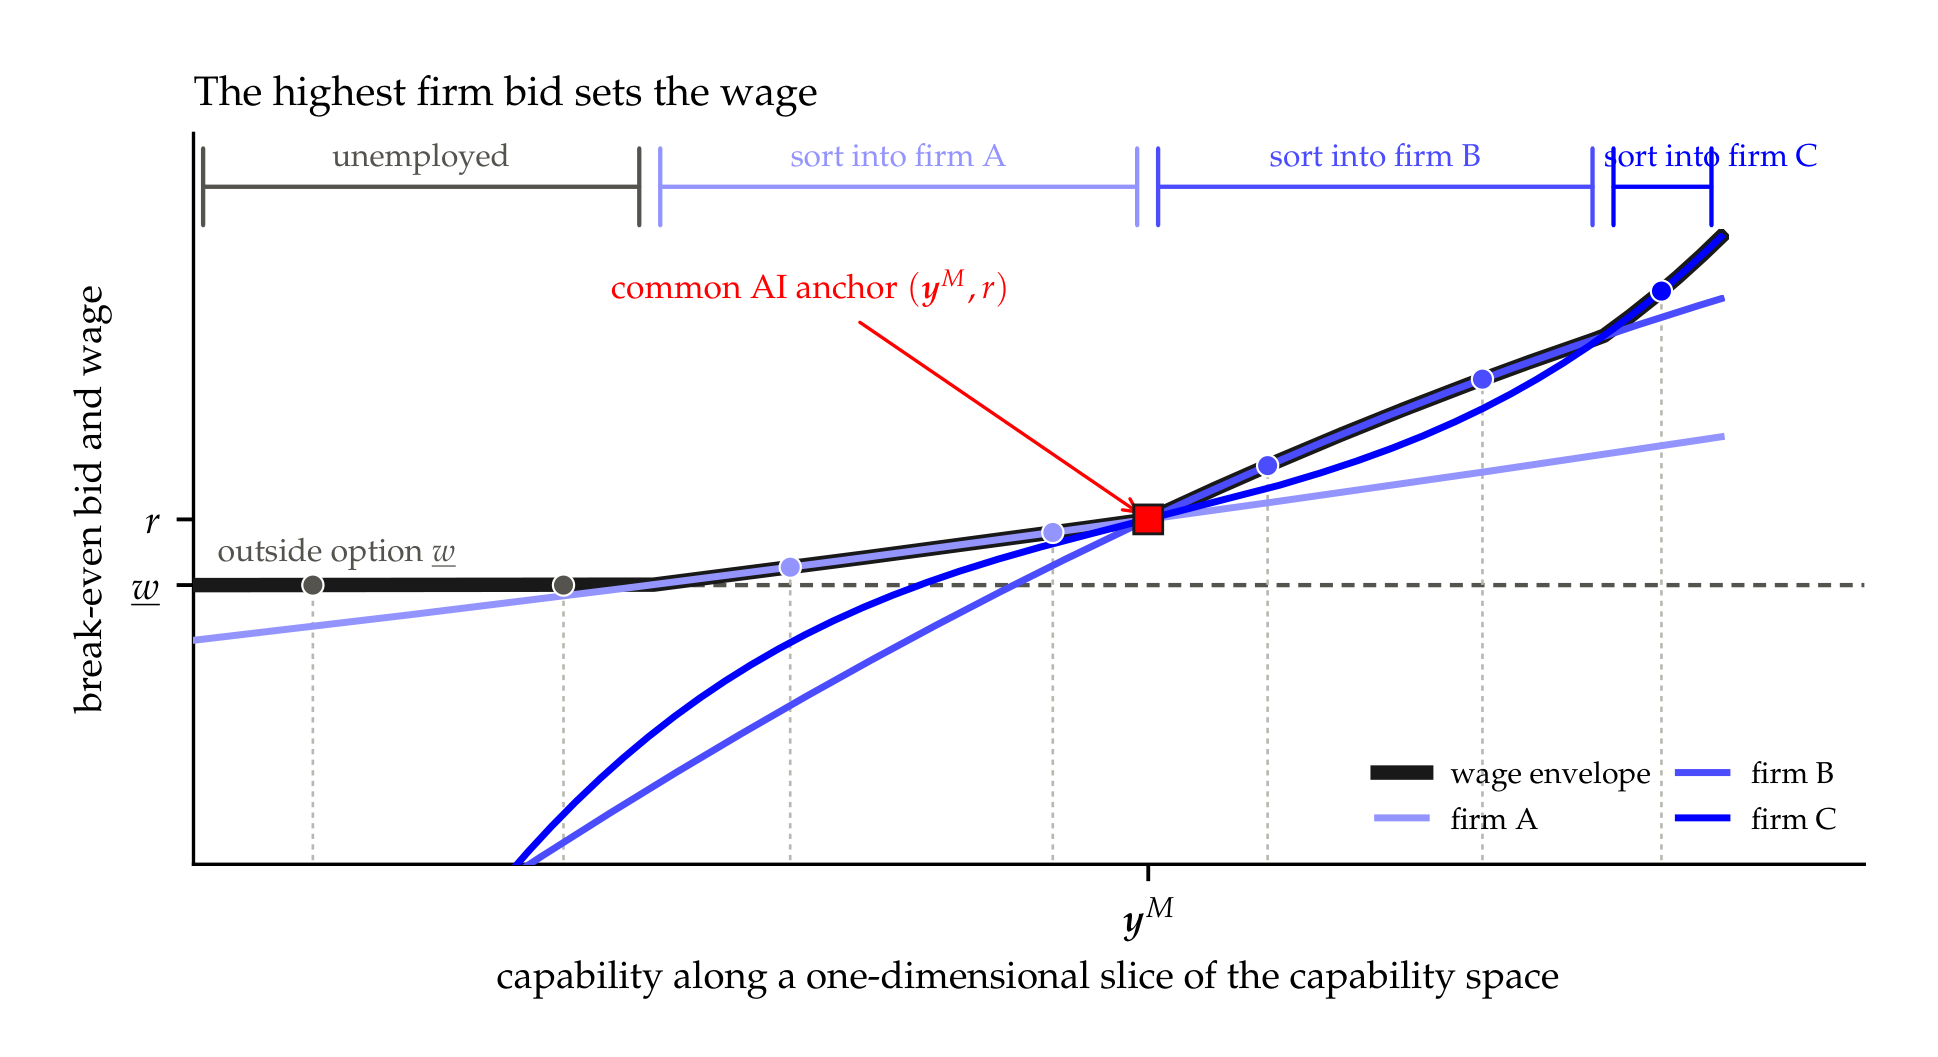 The highest firm bid sets the wage
unemployed
sort into firm A
sort into firm B
sort into firm C
common AI anchor (y^M, r)
break-even bid and wage
r
outside option w
w
wage envelope
firm A
firm B
firm C
y^M
capability along a one-dimensional slice of the capability space